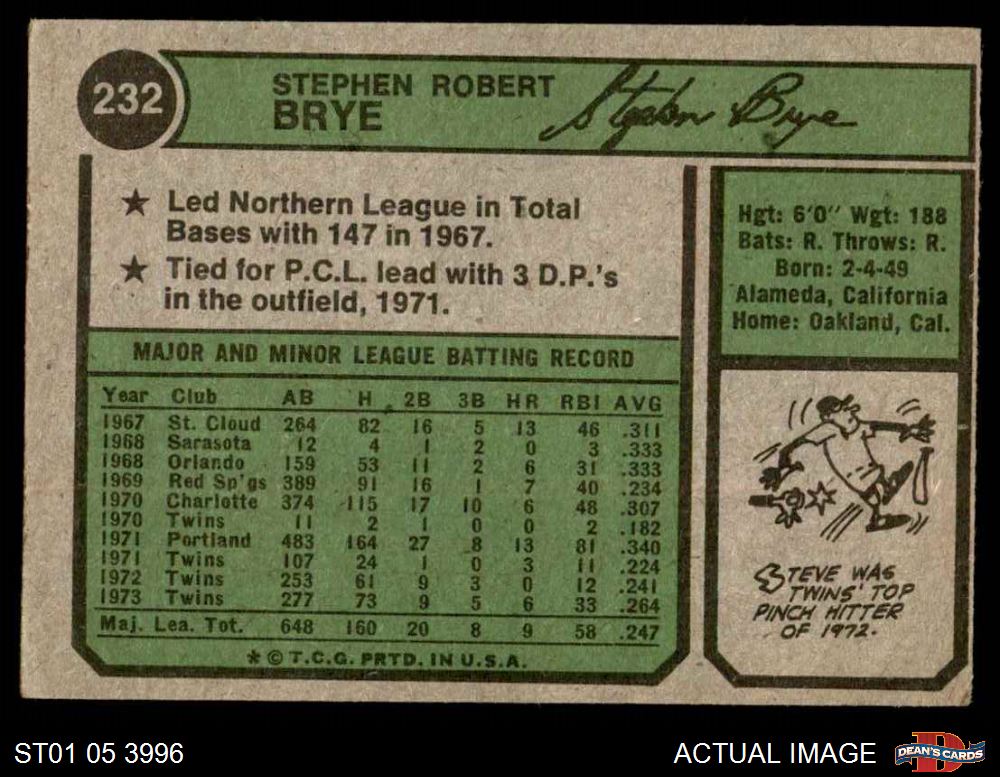 232
STEPHEN ROBERT
BRYE
Stephen Brye
★ Led Northern League in Total
Bases with 147 in 1967.
★ Tied for P.C.L. lead with 3 D.P.'s
in the outfield, 1971.
Hgt: 6'0" Wgt: 188
Bats: R. Throws: R.
Born: 2-4-49
Alameda, California
Home: Oakland, Cal.
MAJOR AND MINOR LEAGUE BATTING RECORD
Year Club AB H 2B 3B HR RBI AVG
1967 St. Cloud 264 82 16 5 13 46 .311
1968 Sarasota 12 4 1 2 0 3 .333
1968 Orlando 159 53 11 2 6 31 .333
1969 Red Sp'gs 389 91 16 1 7 40 .234
1970 Charlotte 374 115 17 10 6 48 .307
1970 Twins 11 2 1 0 0 2 .182
1971 Portland 483 164 27 8 13 81 .340
1971 Twins 107 24 1 0 3 11 .224
1972 Twins 253 61 9 3 0 12 .241
1973 Twins 277 73 9 5 6 33 .264
Maj. Lea. Tot. 648 160 20 8 9 58 .247
* © T.C.G. PRTD. IN U.S.A.
STEVE WAS
TWINS' TOP
PINCH HITTER
OF 1972.
ST01 05 3996
ACTUAL IMAGE
DEAN'S CARDS